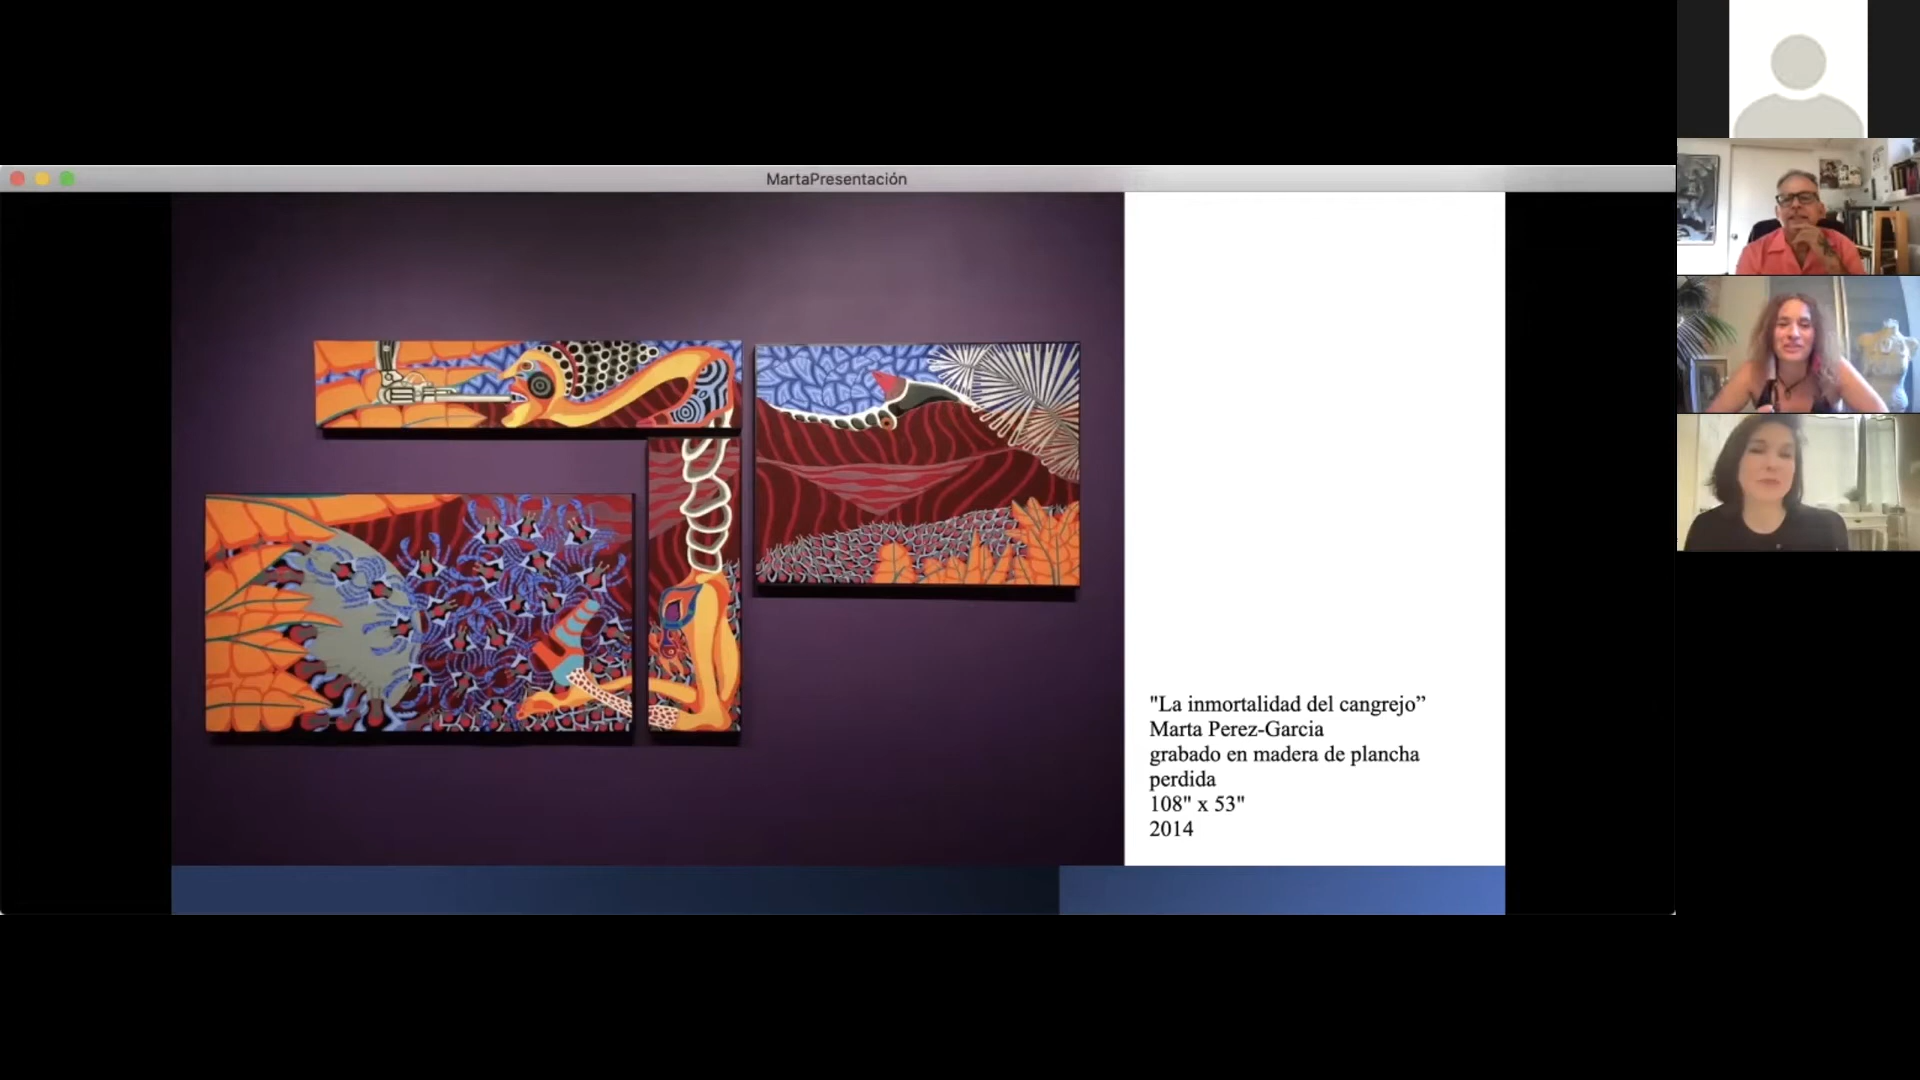 MartaPresentación
"La inmortalidad del cangrejo”
Marta Perez-Garcia
grabado en madera de plancha
perdida
108" x 53"
2014